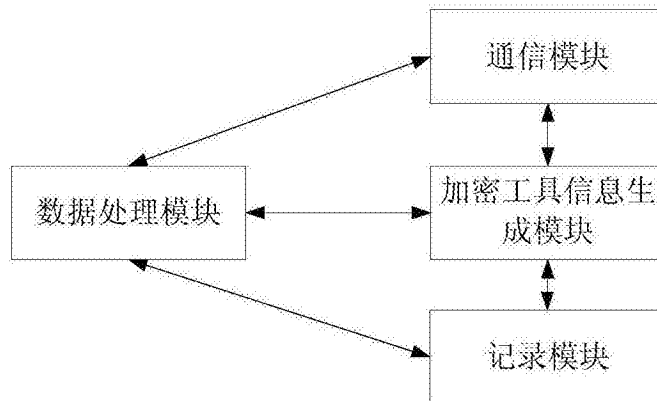 通信模块
数据处理模块
加密工具信息生
成模块
记录模块